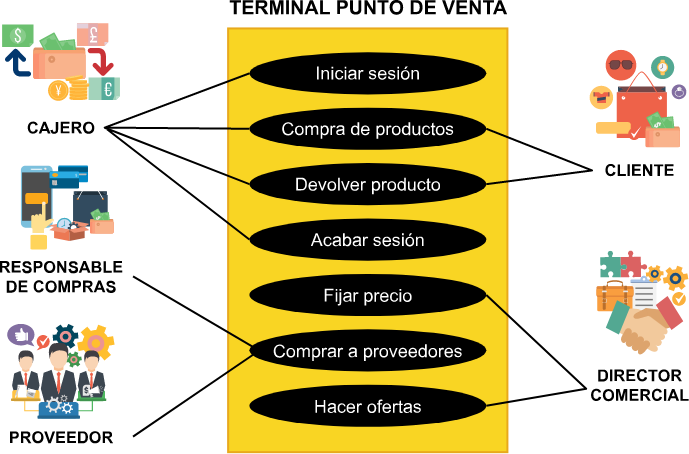 TERMINAL PUNTO DE VENTA
Iniciar sesión
Compra de productos
Devolver producto
Acabar sesión
Fijar precio
Comprar a proveedores
Hacer ofertas
CAJERO
RESPONSABLE
DE COMPRAS
PROVEEDOR
CLIENTE
DIRECTOR
COMERCIAL